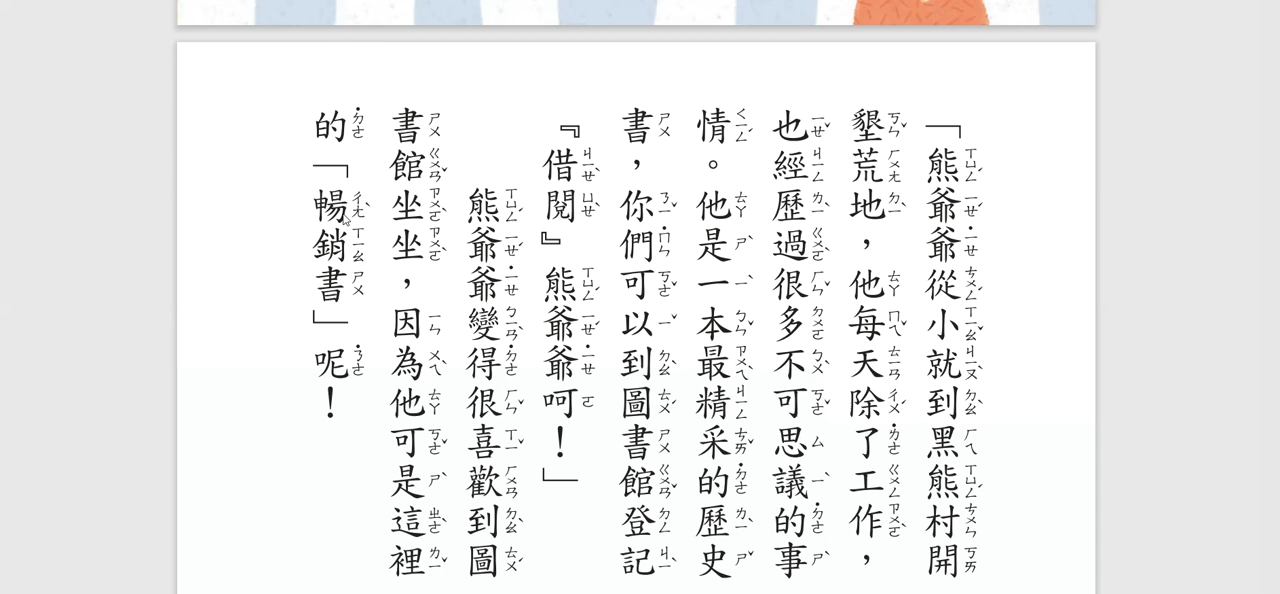 「熊爺爺從小就到黑熊村開
墾荒地，他每天除了工作，
也經歷過很多不可思議的事
情。他是一本最精采的歷史
書，你們可以到圖書館登記
『借閱』熊爺爺呵！」
熊爺爺變得很喜歡到圖
書館坐坐，因為他可是這裡
的「暢銷書」呢！